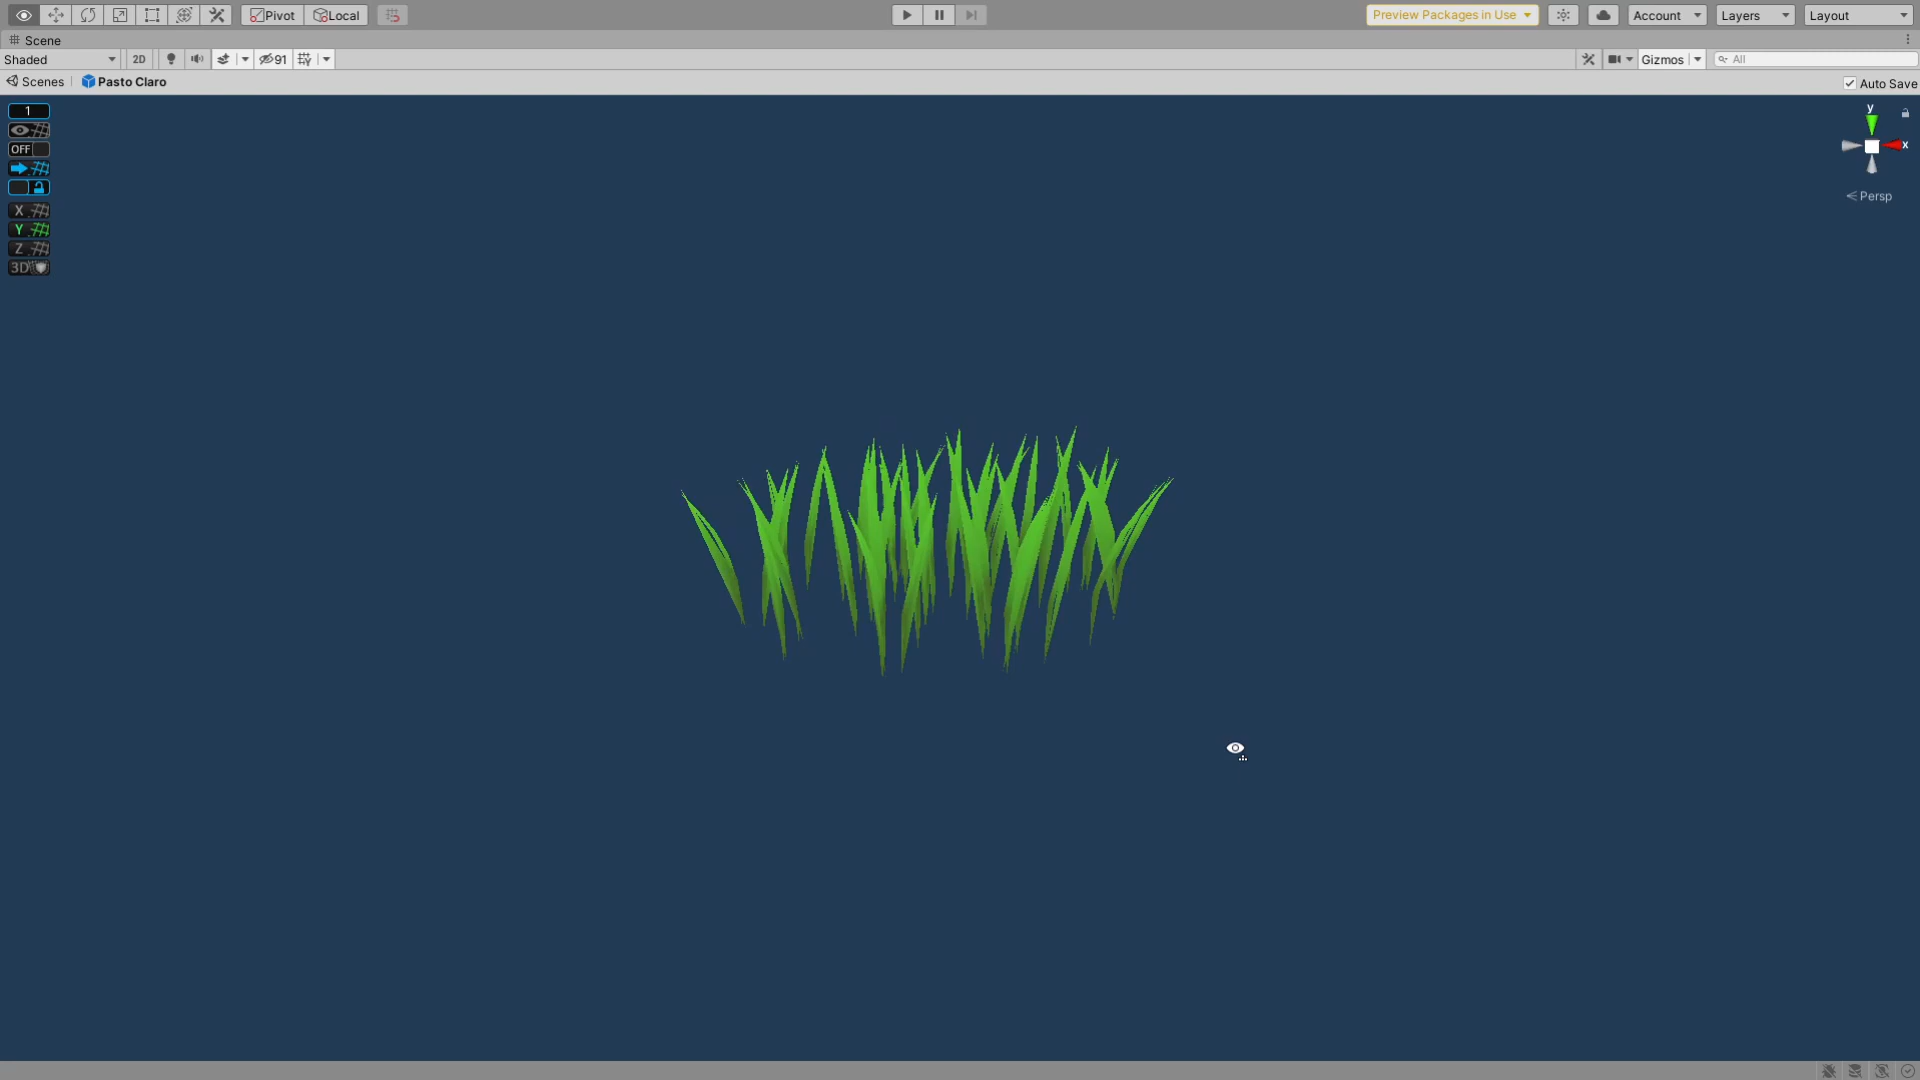 Pivot Local Preview Packages in Use Account Layers Layout
Scene
Shaded 2D 91 Gizmos All
Scenes Pasto Claro Auto Save
1
OFF
X
Y
Z
3D
y
x
Persp